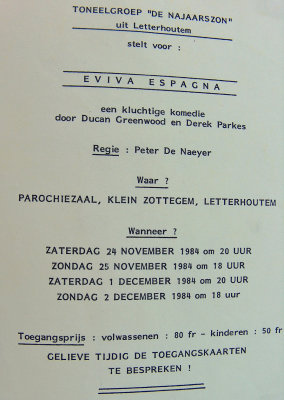 TONEELGROEP "DE NAJAARSZON"
uit Letterhoutem
stelt voor :
EVIVA ESPAGNA
een kluchtige komedie
door Ducan Greenwood en Derek Parkes
Regie : Peter De Naeyer
Waar ?
PAROCHIEZAAL, KLEIN ZOTTEGEM, LETTERHOUTEM
Wanneer ?
ZATERDAG 24 NOVEMBER 1984 om 20 UUR
ZONDAG 25 NOVEMBER 1984 om 18 UUR
ZATERDAG 1 DECEMBER 1984 om 20 UUR
ZONDAG 2 DECEMBER 1984 om 18 uur
Toegangsprijs : volwassenen : 80 fr - kinderen : 50 fr
GELIEVE TIJDIG DE TOEGANGSKAARTEN
TE BESPREKEN !